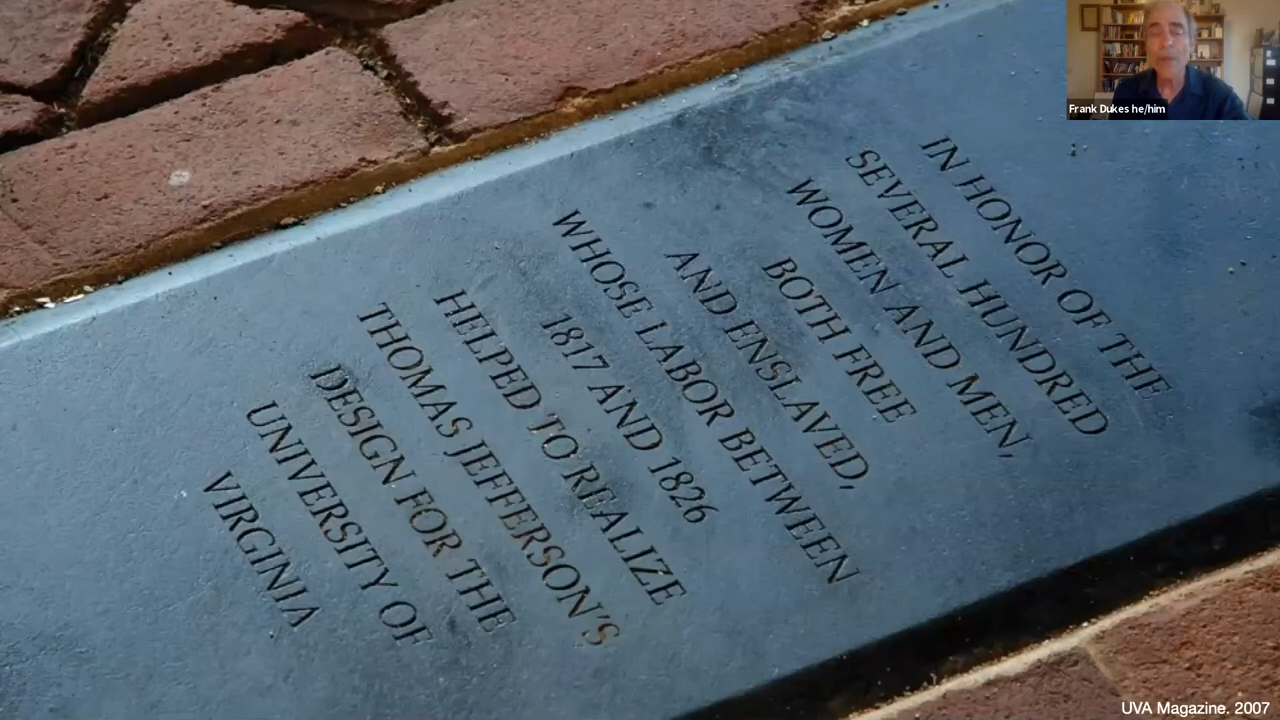 Frank Dukes he/him
IN HONOR OF THE
SEVERAL HUNDRED
WOMEN AND MEN,
BOTH FREE
AND ENSLAVED,
WHOSE LABOR BETWEEN
1817 AND 1826
HELPED TO REALIZE
THOMAS JEFFERSON'S
DESIGN FOR THE
UNIVERSITY OF
VIRGINIA
UVA Magazine. 2007